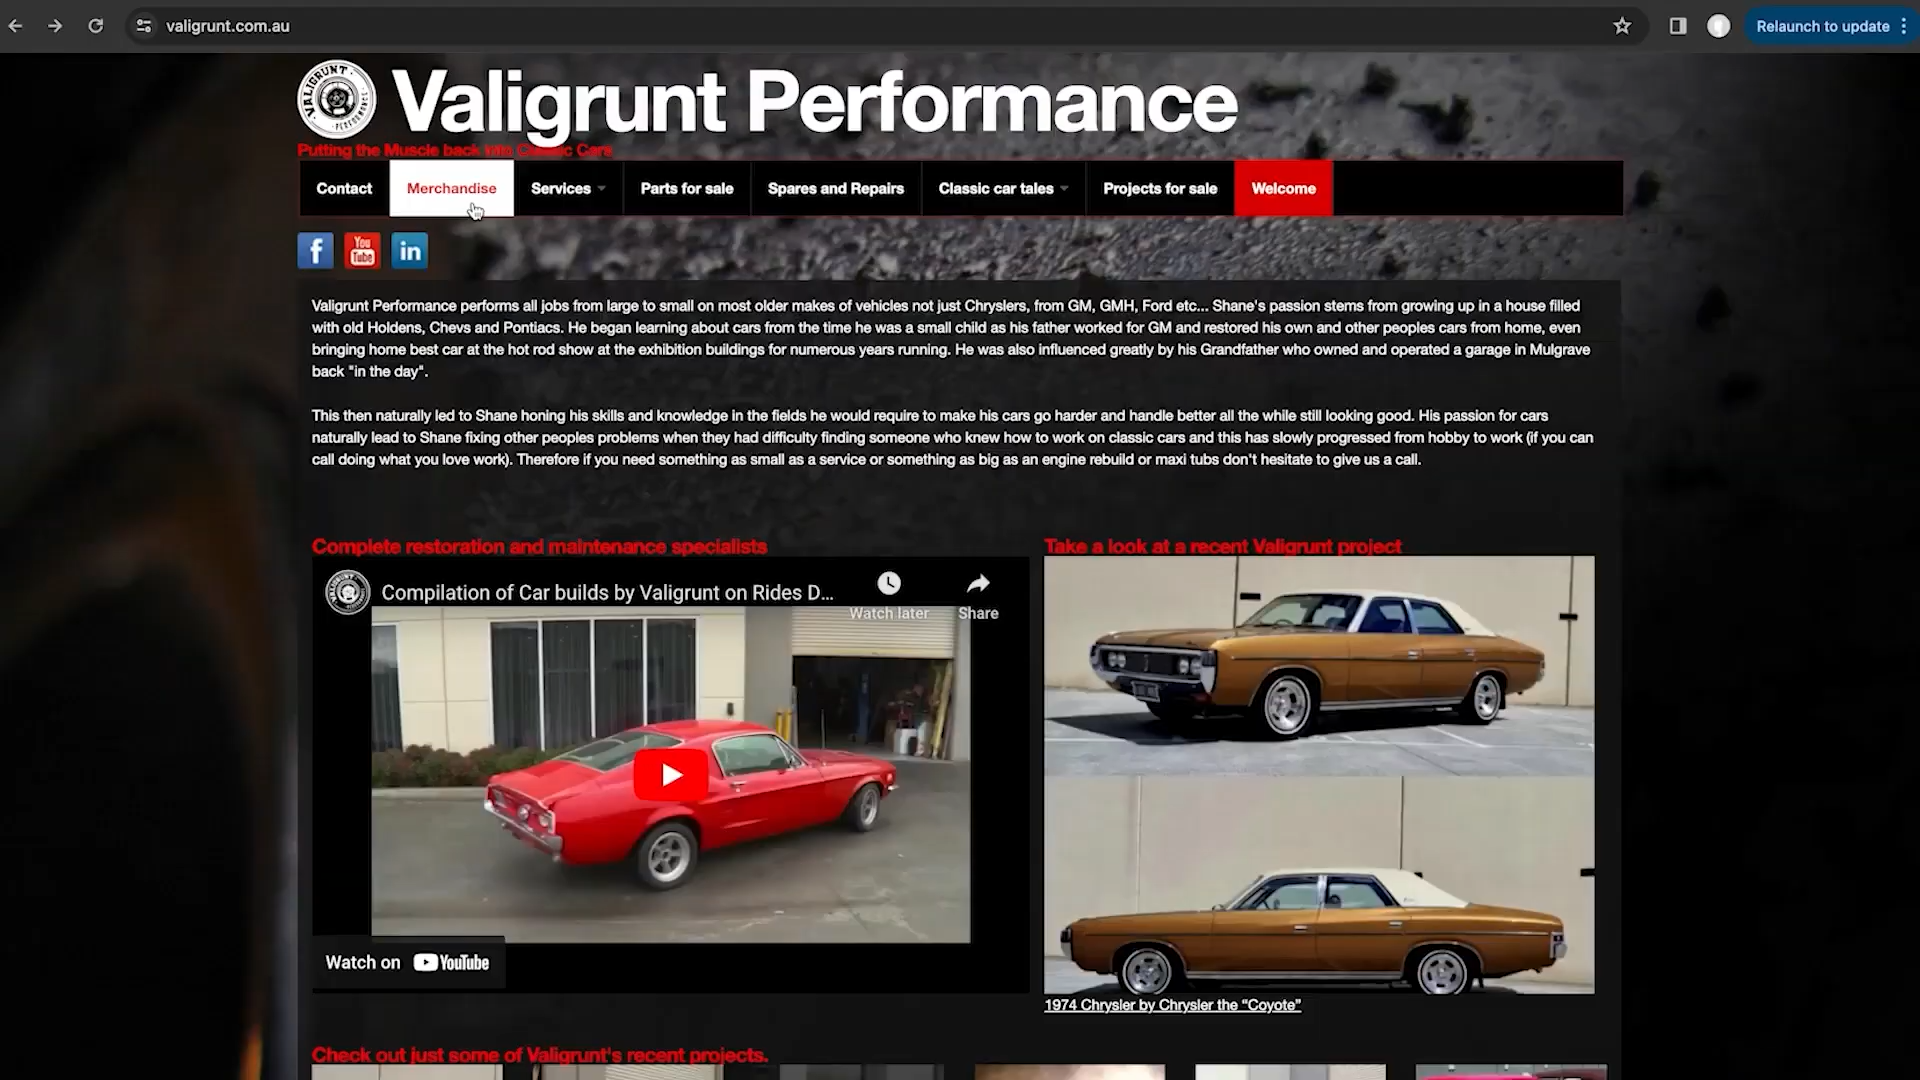 valigrunt.com.au
Relaunch to update
VALIGRUNT
PERFORMANCE
Valigrunt Performance
Putting the Muscle back into Classic Cars
Contact
Merchandise
Services
Parts for sale
Spares and Repairs
Classic car tales
Projects for sale
Welcome
f
You
Tube
in
Valigrunt Performance performs all jobs from large to small on most older makes of vehicles not just Chryslers, from GM, GMH, Ford etc... Shane's passion stems from growing up in a house filled
with old Holdens, Chevs and Pontiacs. He began learning about cars from the time he was a small child as his father worked for GM and restored his own and other peoples cars from home, even
bringing home best car at the hot rod show at the exhibition buildings for numerous years running. He was also influenced greatly by his Grandfather who owned and operated a garage in Mulgrave
back "in the day".
This then naturally led to Shane honing his skills and knowledge in the fields he would require to make his cars go harder and handle better all the while still looking good. His passion for cars
naturally lead to Shane fixing other peoples problems when they had difficulty finding someone who knew how to work on classic cars and this has slowly progressed from hobby to work (if you can
call doing what you love work). Therefore if you need something as small as a service or something as big as an engine rebuild or maxi tubs don't hesitate to give us a call.
Complete restoration and maintenance specialists
VALIGRUNT
Compilation of Car builds by Valigrunt on Rides D...
Watch later
Share
Watch on YouTube
Take a look at a recent Valigrunt project
1974 Chrysler by Chrysler the “Coyote”
Check out just some of Valigrunt's recent projects.